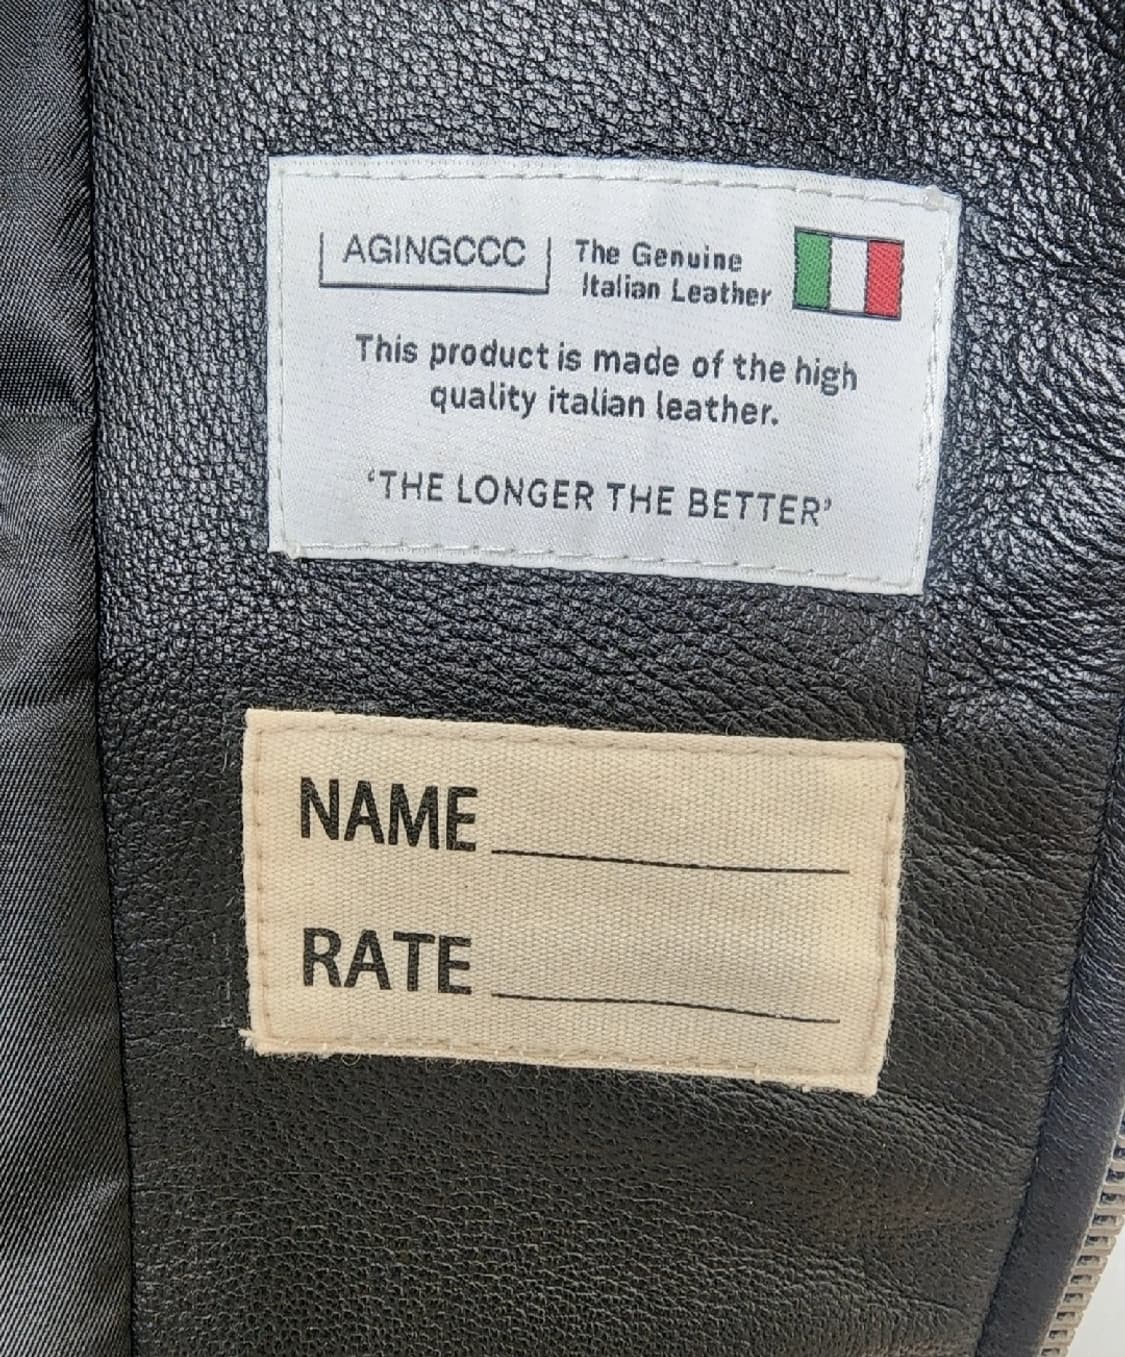 AGINGCCC
The Genuine
Italian Leather
This product is made of the high
quality italian leather.
‘THE LONGER THE BETTER’
NAME
RATE